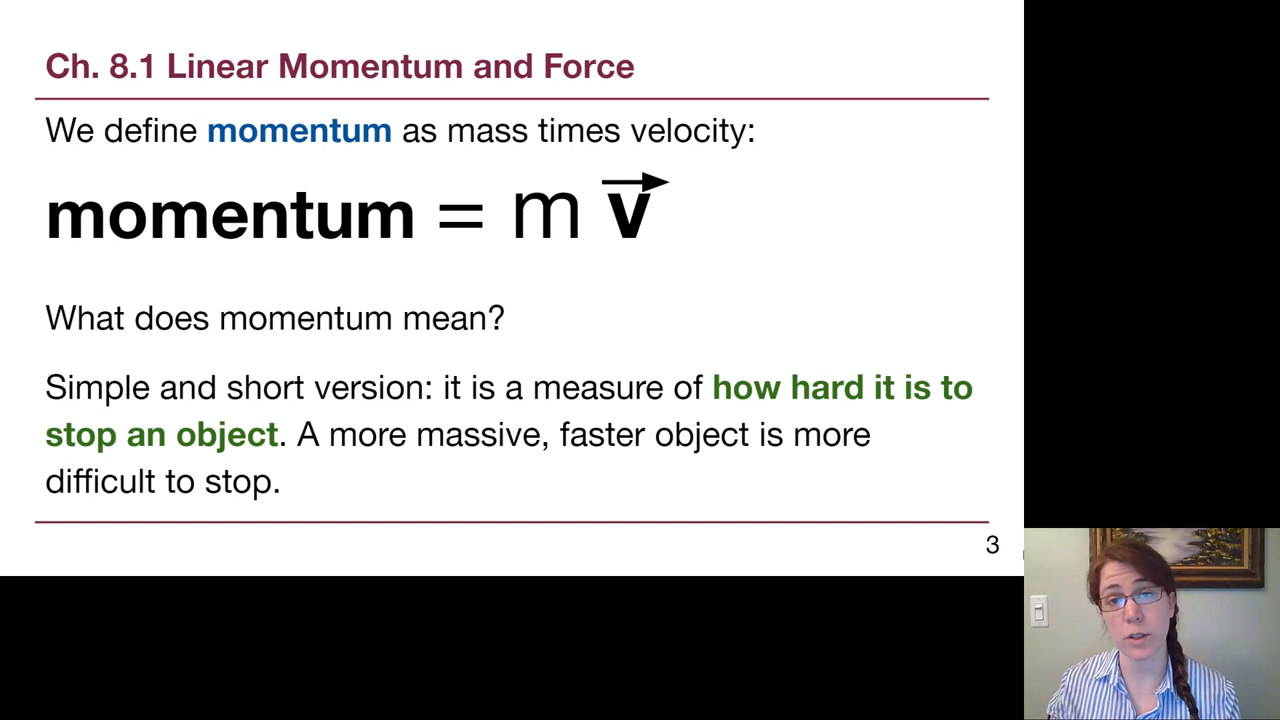 Ch. 8.1 Linear Momentum and Force
We define momentum as mass times velocity:
momentum = m v⃗
What does momentum mean?
Simple and short version: it is a measure of how hard it is to
stop an object. A more massive, faster object is more
difficult to stop.
3